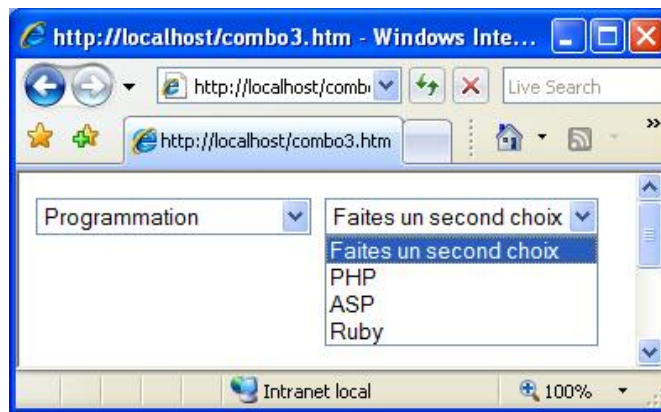 http://localhost/combo3.htm - Windows Inte...
http://localhost/comb
Live Search
http://localhost/combo3.htm
»
Programmation
Faites un second choix
Faites un second choix
PHP
ASP
Ruby
Intranet local
100%